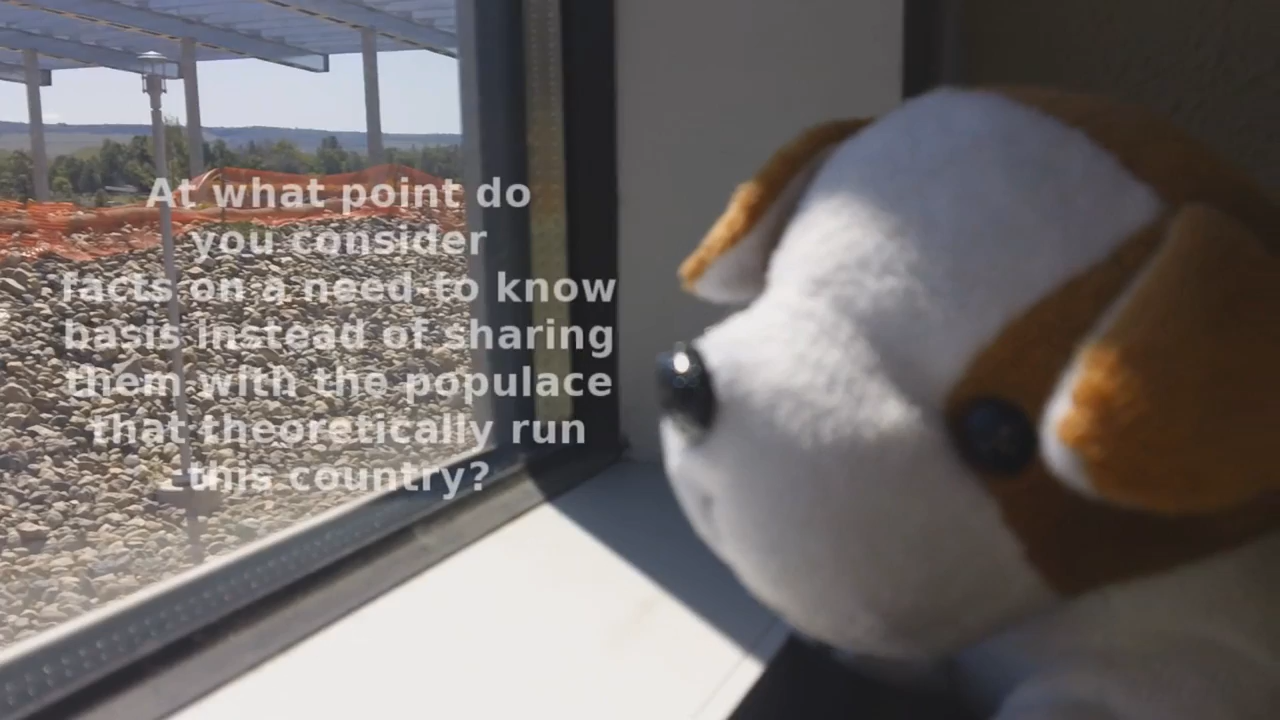 At what point do
you consider
facts on a need-to know
basis instead of sharing
them with the populace
that theoretically run
this country?